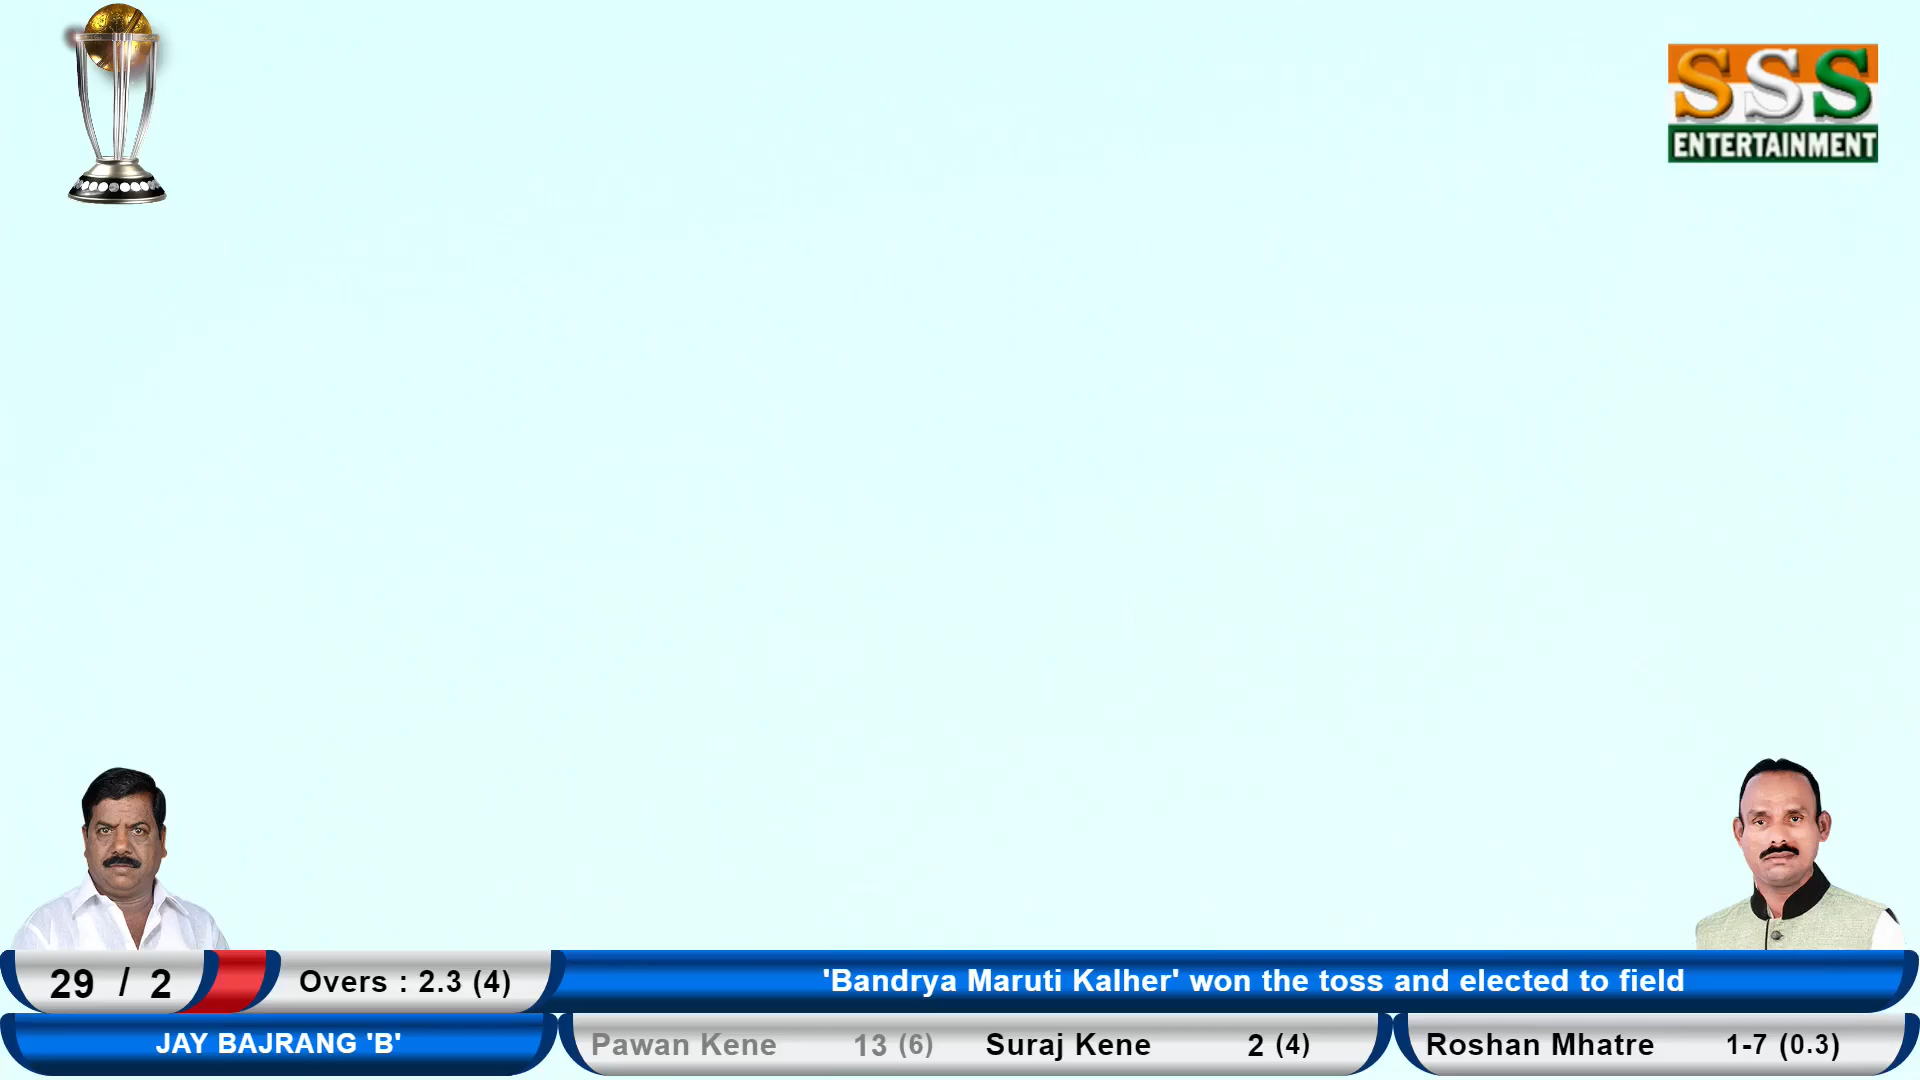 SSS
ENTERTAINMENT
29 / 2
Overs : 2.3 (4)
'Bandrya Maruti Kalher' won the toss and elected to field
JAY BAJRANG 'B'
Pawan Kene 13 (6) Suraj Kene 2 (4)
Roshan Mhatre 1-7 (0.3)